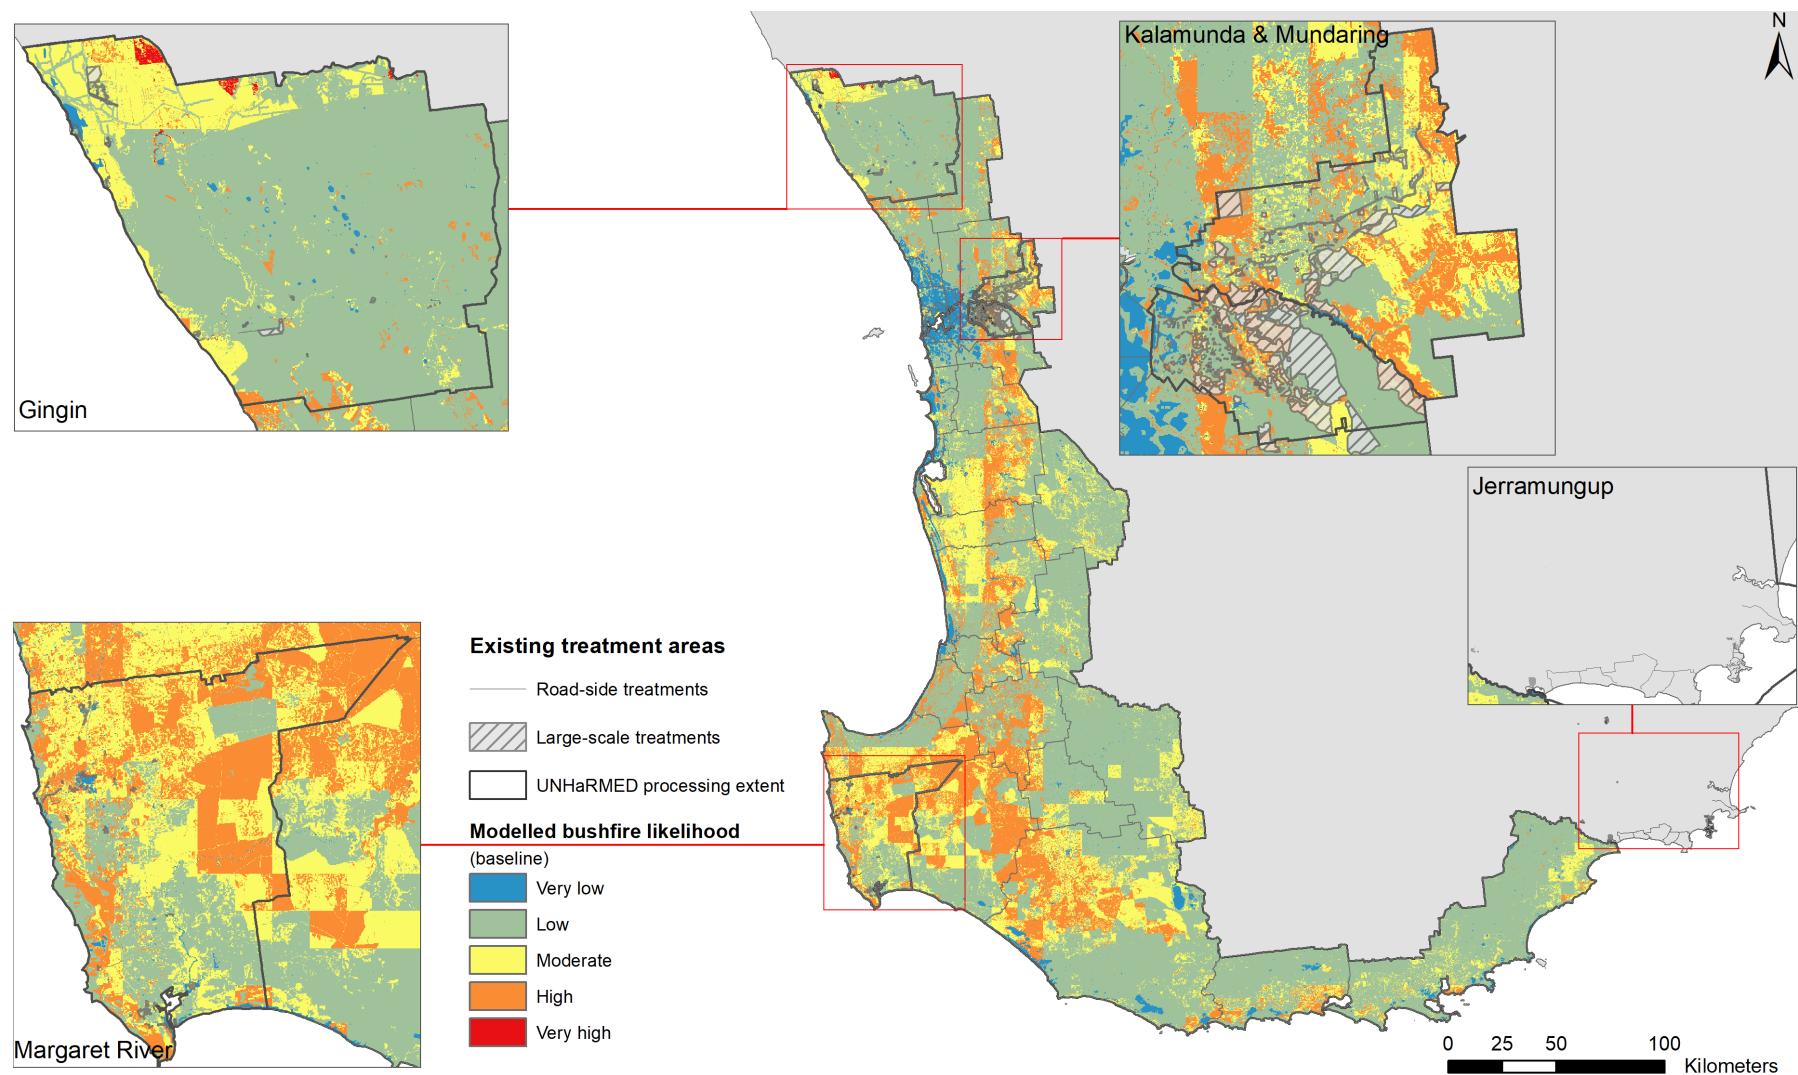 N
Kalamunda & Mundaring
Gingin
Jerramungup
Existing treatment areas
Road-side treatments
Large-scale treatments
UNHaRMED processing extent
Modelled bushfire likelihood
(baseline)
Very low
Low
Moderate
High
Very high
Margaret River
0 25 50 100
Kilometers